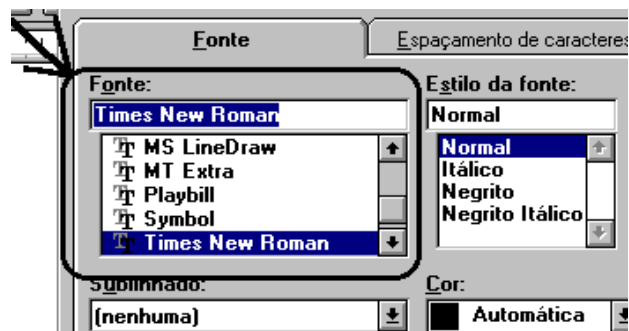 Fonte
Espaçamento de caracteres
Fonte:
Times New Roman
MS LineDraw
MT Extra
Playbill
Symbol
Times New Roman
Estilo da fonte:
Normal
Normal
Itálico
Negrito
Negrito Itálico
Sublinhado:
(nenhuma)
Cor:
Automática